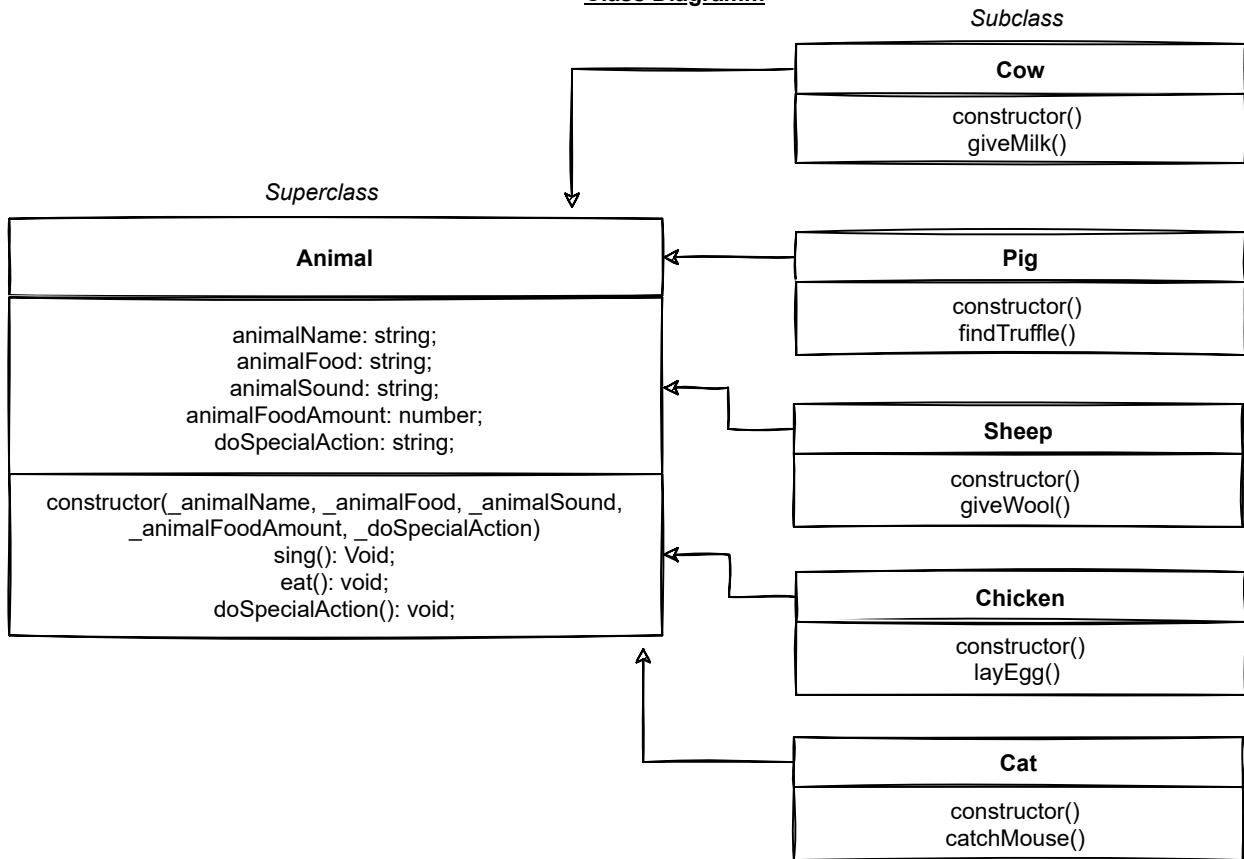 Class Diagramm
Subclass
Cow
constructor()
giveMilk()
Superclass
Animal
animalName: string;
animalFood: string;
animalSound: string;
animalFoodAmount: number;
doSpecialAction: string;
constructor(_animalName, _animalFood, _animalSound,
_animalFoodAmount, _doSpecialAction)
sing(): Void;
eat(): void;
doSpecialAction(): void;
Pig
constructor()
findTruffle()
Sheep
constructor()
giveWool()
Chicken
constructor()
layEgg()
Cat
constructor()
catchMouse()